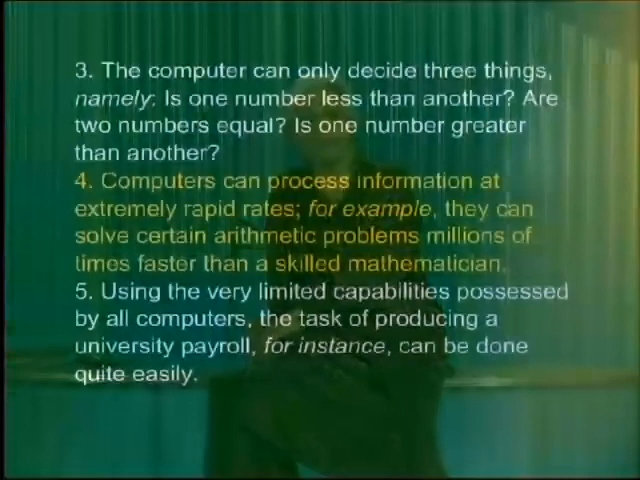 3. The computer can only decide three things,
namely: Is one number less than another? Are
two numbers equal? Is one number greater
than another?
4. Computers can process information at
extremely rapid rates; for example, they can
solve certain arithmetic problems millions of
times faster than a skilled mathematician.
5. Using the very limited capabilities possessed
by all computers, the task of producing a
university payroll, for instance, can be done
quite easily.